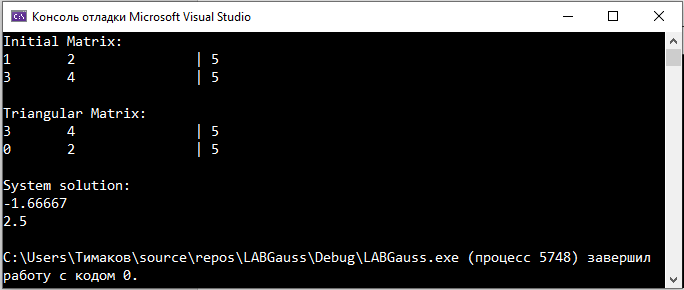 Консоль отладки Microsoft Visual Studio
Initial Matrix:
1 2 | 5
3 4 | 5
Triangular Matrix:
3 4 | 5
0 2 | 5
System solution:
-1.66667
2.5
C:\Users\Тимаков\source\repos\LABGauss\Debug\LABGauss.exe (процесс 5748) завершил
работу с кодом 0.